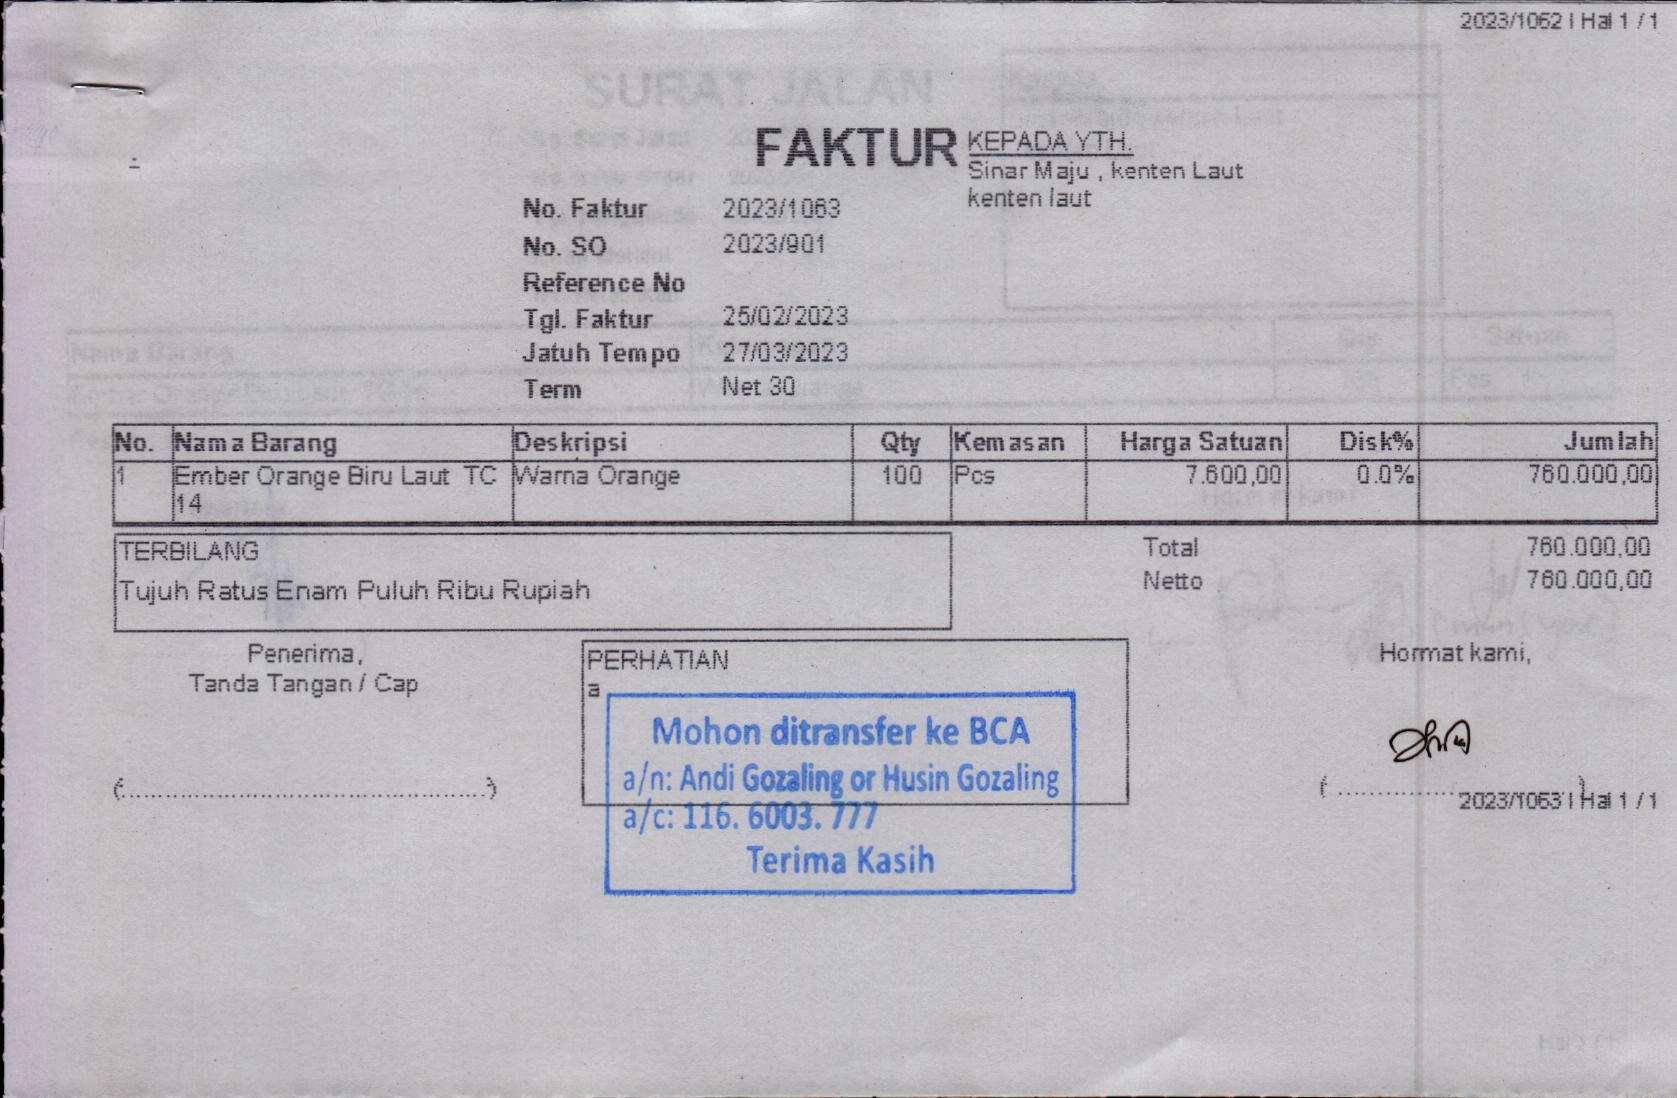 2023/1062 | Hal 1 / 1
FAKTUR
KEPADA YTH.
Sinar Maju , kenten Laut
kenten laut
No. Faktur 2023/1063
No. SO 2023/901
Reference No
Tgl. Faktur 25/02/2023
Jatuh Tempo 27/03/2023
Term Net 30
No. Nama Barang Deskripsi Qty Kemasan Harga Satuan Disk% Jumlah
1 Ember Orange Biru Laut TC Warna Orange 100 Pcs 7.600,00 0.0% 760.000,00
14
TERBILANG
Tujuh Ratus Enam Puluh Ribu Rupiah
Total 760.000,00
Netto 760.000,00
Penerima,
Tanda Tangan / Cap
(..............................................)
PERHATIAN
a
Mohon ditransfer ke BCA
a/n: Andi Gozaling or Husin Gozaling
a/c: 116. 6003. 777
Terima Kasih
Hormat kami,
(..............................)
2023/1063 | Hal 1 / 1
SURAT JALAN
Nama Barang
Qty
Satuan